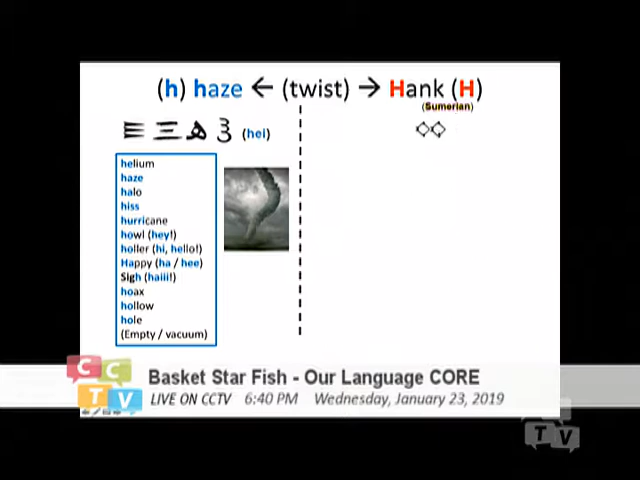 (h) haze ← (twist) → Hank (H)
(Sumerian)
(hei)
helium
haze
halo
hiss
hurricane
howl (hey!)
holler (hi, hello!)
Happy (ha / hee)
Sigh (haiii!)
hoax
hollow
hole
(Empty / vacuum)
C C
T V
Basket Star Fish - Our Language CORE
LIVE ON CCTV 6:40 PM Wednesday, January 23, 2019
T V